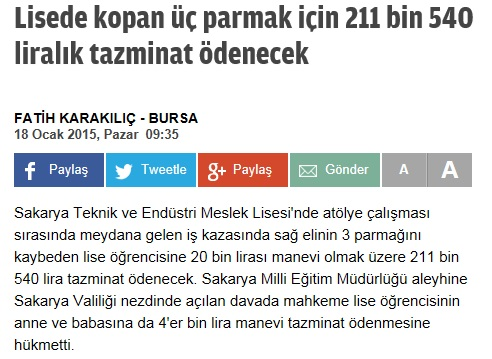 Lisede kopan üç parmak için 211 bin 540
liralık tazminat ödenecek
FATİH KARAKILIÇ - BURSA
18 Ocak 2015, Pazar 09:35
f Paylaş Tweetle g+ Paylaş Gönder A A
Sakarya Teknik ve Endüstri Meslek Lisesi'nde atölye çalışması
sırasında meydana gelen iş kazasında sağ elinin 3 parmağını
kaybeden lise öğrencisine 20 bin lirası manevi olmak üzere 211 bin
540 lira tazminat ödenecek. Sakarya Milli Eğitim Müdürlüğü aleyhine
Sakarya Valiliği nezdinde açılan davada mahkeme lise öğrencisinin
anne ve babasına da 4'er bin lira manevi tazminat ödenmesine
hükmetti.